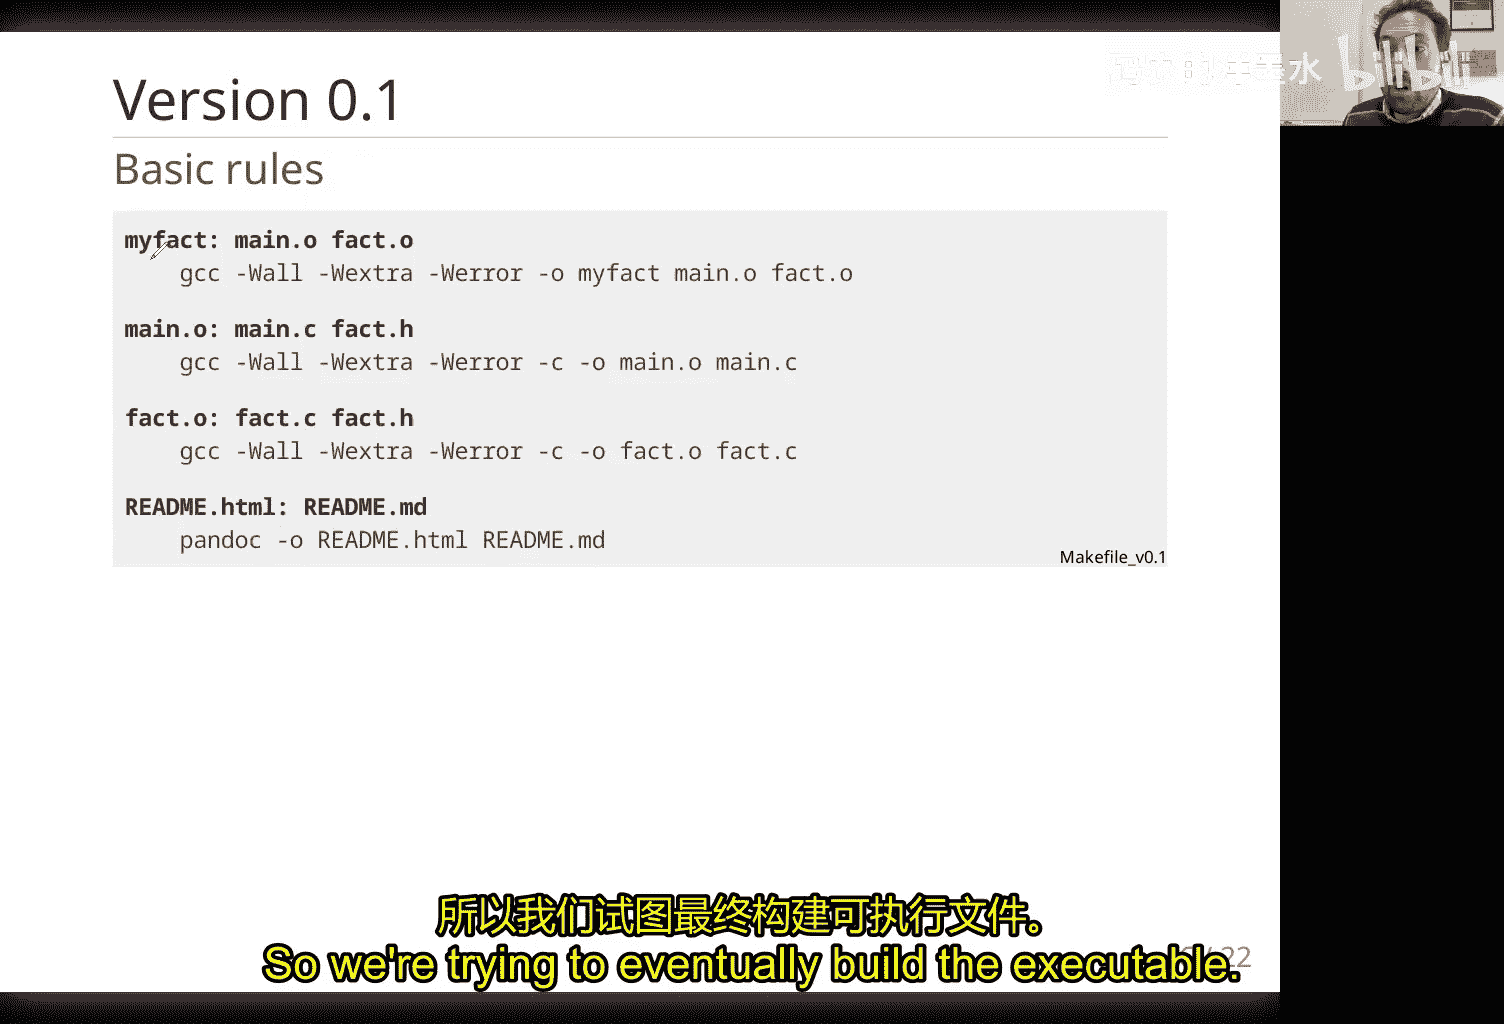 Version 0.1
Basic rules
myfact: main.o fact.o
gcc -Wall -Wextra -Werror -o myfact main.o fact.o
main.o: main.c fact.h
gcc -Wall -Wextra -Werror -c -o main.o main.c
fact.o: fact.c fact.h
gcc -Wall -Wextra -Werror -c -o fact.o fact.c
README.html: README.md
pandoc -o README.html README.md
Makefile_v0.1
所以我们试图最终构建可执行文件。
So we're trying to eventually build the executable.
22
bilibili